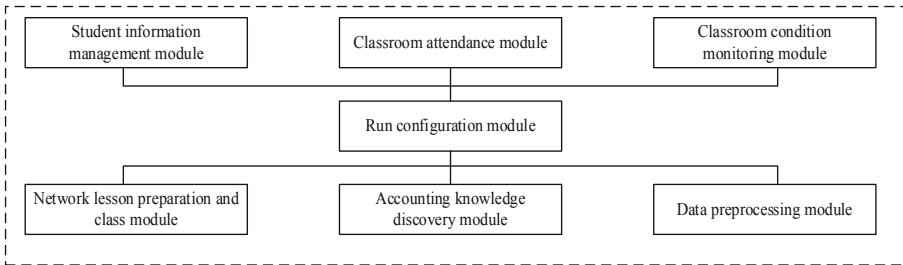 Student information
management module
Classroom attendance module
Classroom condition
monitoring module
Run configuration module
Network lesson preparation and
class module
Accounting knowledge
discovery module
Data preprocessing module